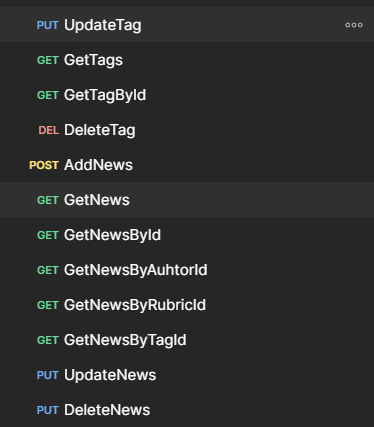 PUT UpdateTag
GET GetTags
GET GetTagById
DEL DeleteTag
POST AddNews
GET GetNews
GET GetNewsById
GET GetNewsByAuhtorId
GET GetNewsByRubricId
GET GetNewsByTagId
PUT UpdateNews
PUT DeleteNews